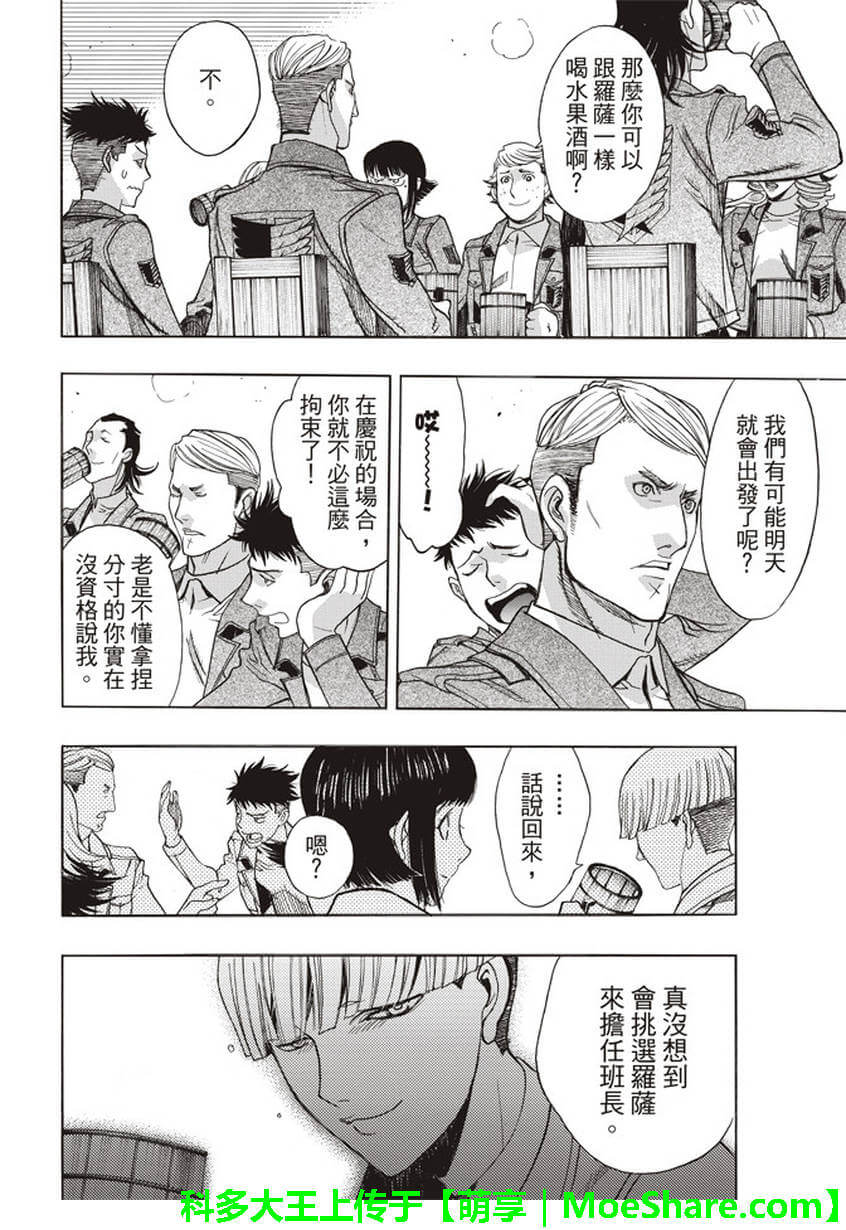 那麼你可以
跟羅薩一樣
喝水果酒啊？
不。
我們有可能明天
就會出發了呢？
哎～～～～！
在慶祝的場合，
你就不必這麼
拘束了！
老是不懂拿捏
分寸的你實在
沒資格說我。
……
話說回來，
嗯？
真沒想到
會挑選羅薩
來擔任班長。
科多大王上传于【萌享｜MoeShare.com】